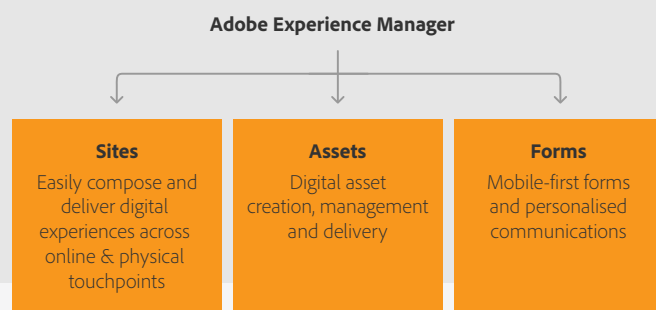 Adobe Experience Manager
Sites
Easily compose and
deliver digital
experiences across
online & physical
touchpoints
Assets
Digital asset
creation, management
and delivery
Forms
Mobile-first forms
and personalised
communications